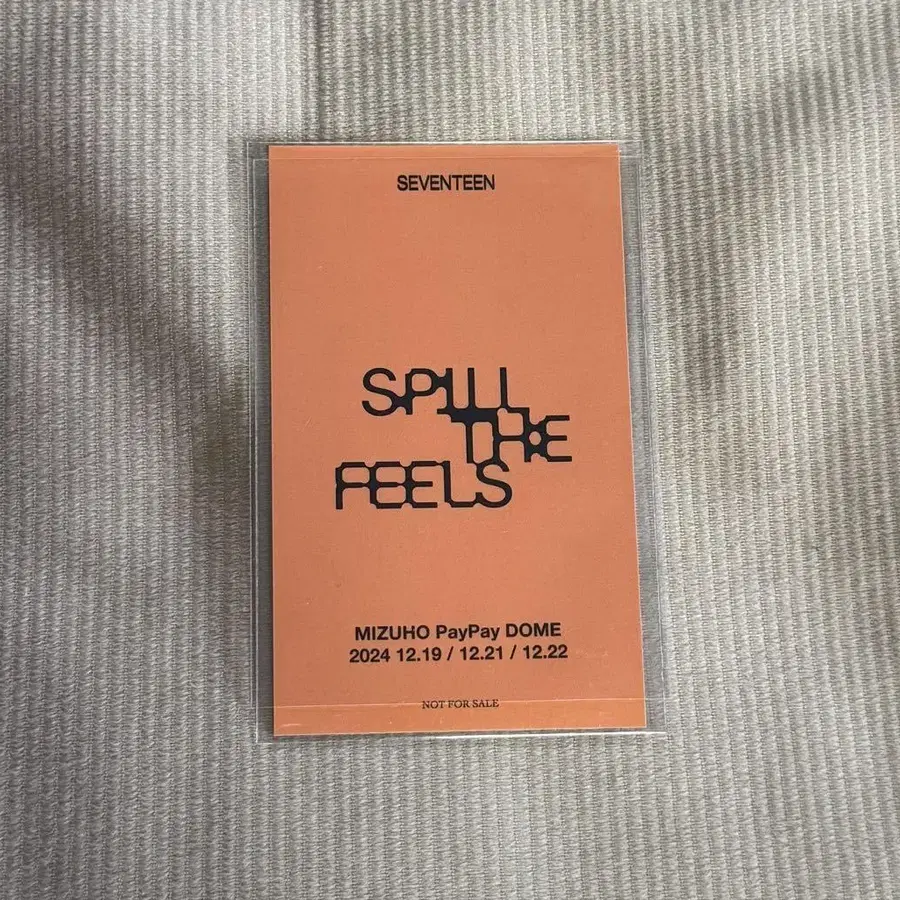 SEVENTEEN
SPILL
THE
FEELS
MIZUHO PayPay DOME
2024 12.19 / 12.21 / 12.22
NOT FOR SALE